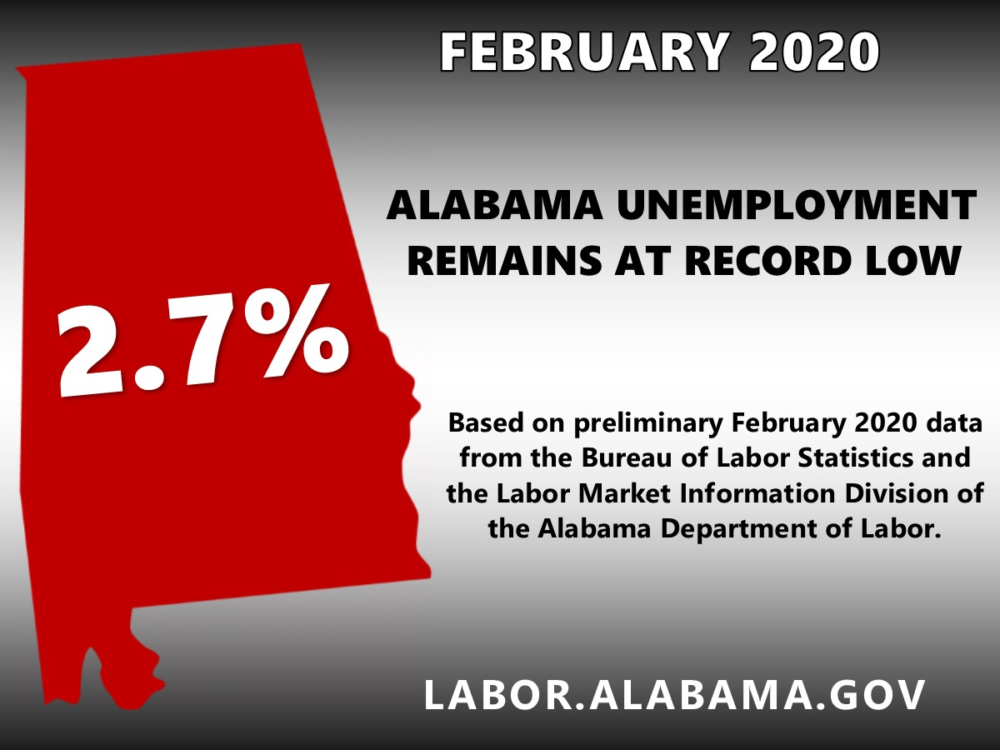 FEBRUARY 2020
ALABAMA UNEMPLOYMENT
REMAINS AT RECORD LOW
2.7%
Based on preliminary February 2020 data
from the Bureau of Labor Statistics and
the Labor Market Information Division of
the Alabama Department of Labor.
LABOR.ALABAMA.GOV